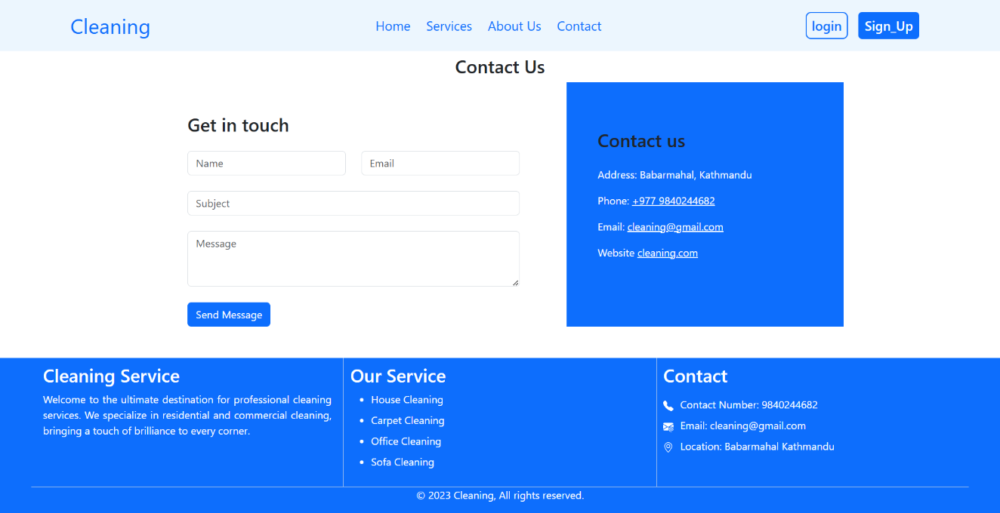 Cleaning
Home Services About Us Contact
login Sign_Up
Contact Us
Get in touch
Name Email
Subject
Message
Send Message
Contact us
Address: Babarmahal, Kathmandu
Phone: +977 9840244682
Email: cleaning@gmail.com
Website cleaning.com
Cleaning Service
Welcome to the ultimate destination for professional cleaning
services. We specialize in residential and commercial cleaning,
bringing a touch of brilliance to every corner.
Our Service
House Cleaning
Carpet Cleaning
Office Cleaning
Sofa Cleaning
Contact
Contact Number: 9840244682
Email: cleaning@gmail.com
Location: Babarmahal Kathmandu
© 2023 Cleaning, All rights reserved.